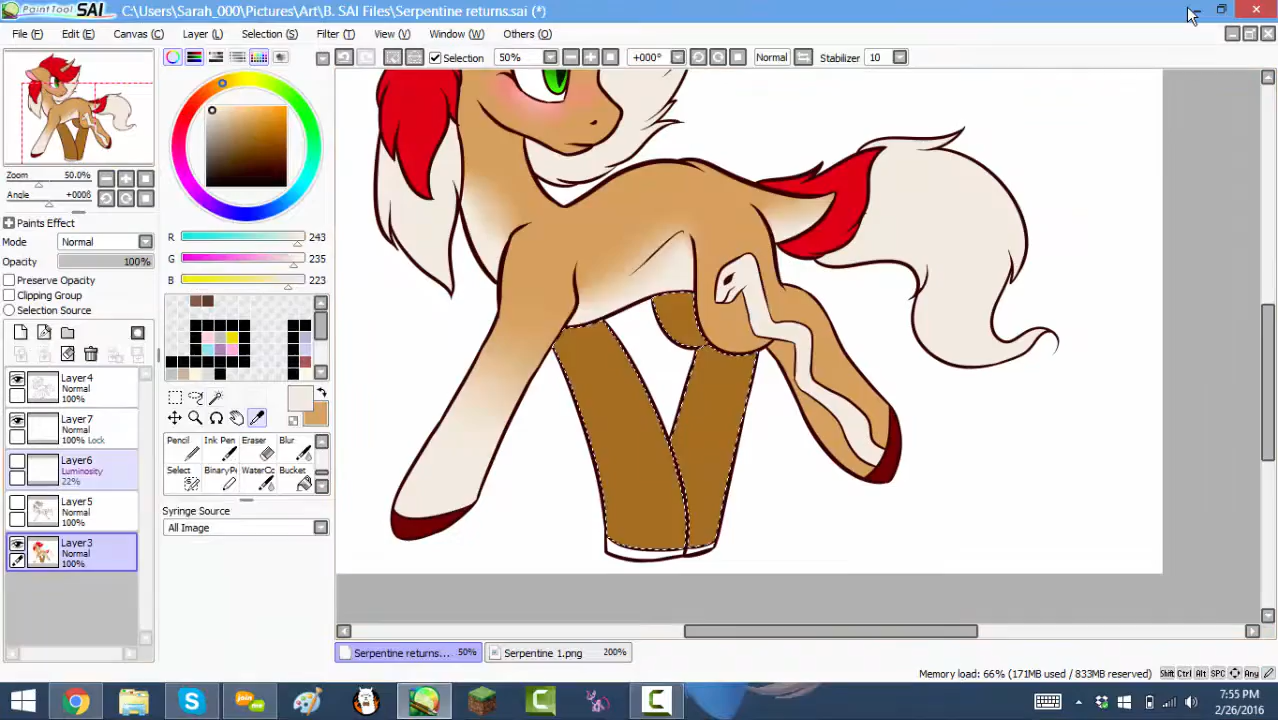 PaintTool SAI C:\Users\Sarah_000\Pictures\Art\B. SAI Files\Serpentine returns.sai (*)
File (F) Edit (E) Canvas (C) Layer (L) Selection (S) Filter (T) View (V) Window (W) Others (O)
Selection 50% +000° Normal Stabilizer 10
Zoom 50.0%
Angle +000δ
Paints Effect
Mode Normal
Opacity 100%
Preserve Opacity
Clipping Group
Selection Source
Layer4
Normal
100%
Layer7
Normal
100% Lock
Layer6
Luminosity
22%
Layer5
Normal
100%
Layer3
Normal
100%
R 243
G 235
B 223
Pencil Ink Pen Eraser Blur
Select BinaryPe WaterCo Bucket
Syringe Source
All Image
Serpentine returns... 50% Serpentine 1.png 200%
Memory load: 66% (171MB used / 833MB reserved) Shift Ctrl Alt SPC Any
join.me
7:55 PM
2/26/2016